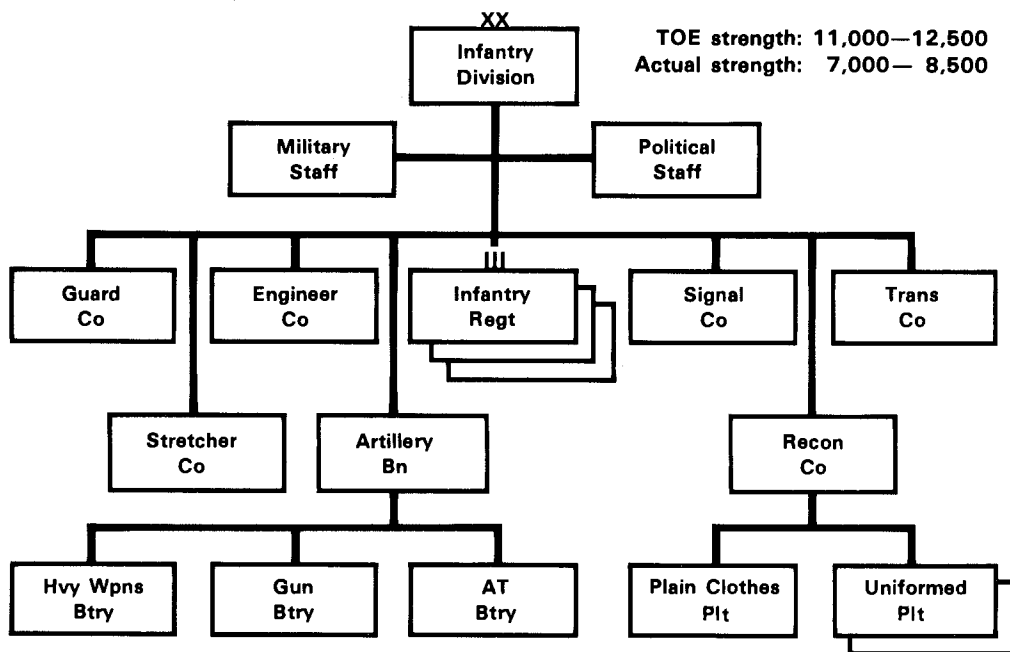 XX
Infantry
Division
TOE strength: 11,000—12,500
Actual strength: 7,000— 8,500
Military
Staff
Political
Staff
III
Guard
Co
Engineer
Co
Infantry
Regt
Signal
Co
Trans
Co
Stretcher
Co
Artillery
Bn
Recon
Co
Hvy Wpns
Btry
Gun
Btry
AT
Btry
Plain Clothes
Plt
Uniformed
Plt